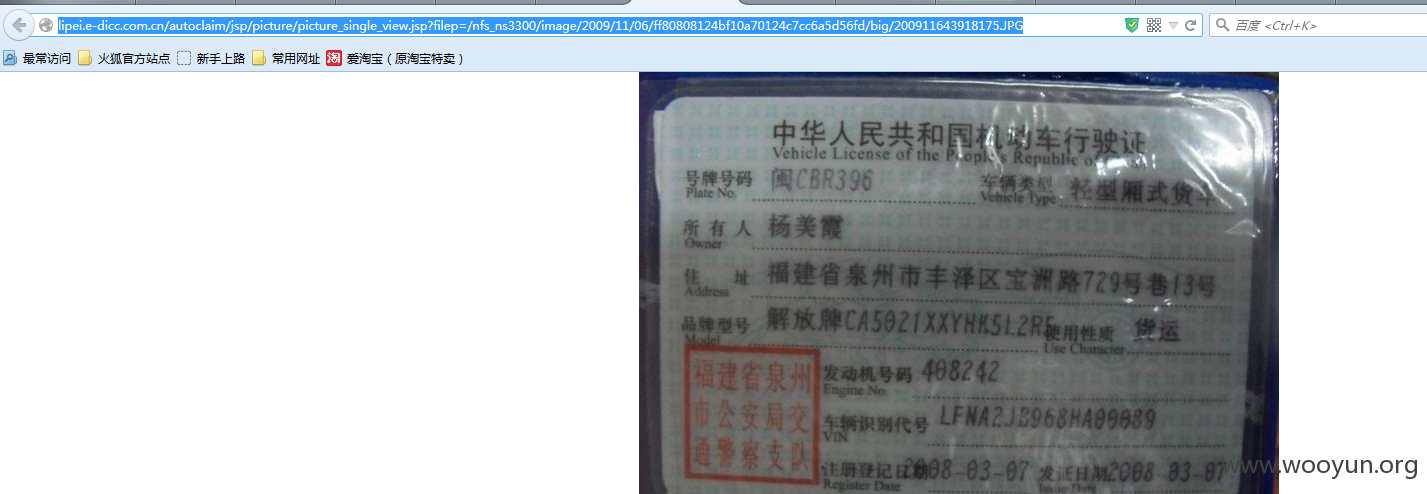 lipei.e-dicc.com.cn/autoclaim/jsp/picture/picture_single_view.jsp?filep=/nfs_ns3300/image/2009/11/06/ff80808124bf10a70124c7cc6a5d56fd/big/200911643918175.JPG
百度 <Ctrl+K>
最常访问 火狐官方站点 新手上路 常用网址 淘 爱淘宝（原淘宝特卖）
中华人民共和国机动车行驶证
Vehicle License of the People's Republic of
号牌号码 闽CBR396 车辆类型 轻型厢式货车
Plate No. Vehicle Type
所有人 杨美霞
Owner
住址 福建省泉州市丰泽区宝洲路729号巷13号
Address
品牌型号 解放牌CA5021XXYHK5L2R5 使用性质 货运
Model Use Character
福建省泉州
市公安局交
通警察支队
发动机号码 408242
Engine No.
车辆识别代号 LFNA2JB968HA00089
VIN
注册登记日期 2008-03-07 发证日期 2008-03-07
Register Date Issue Date
www.wooyun.org